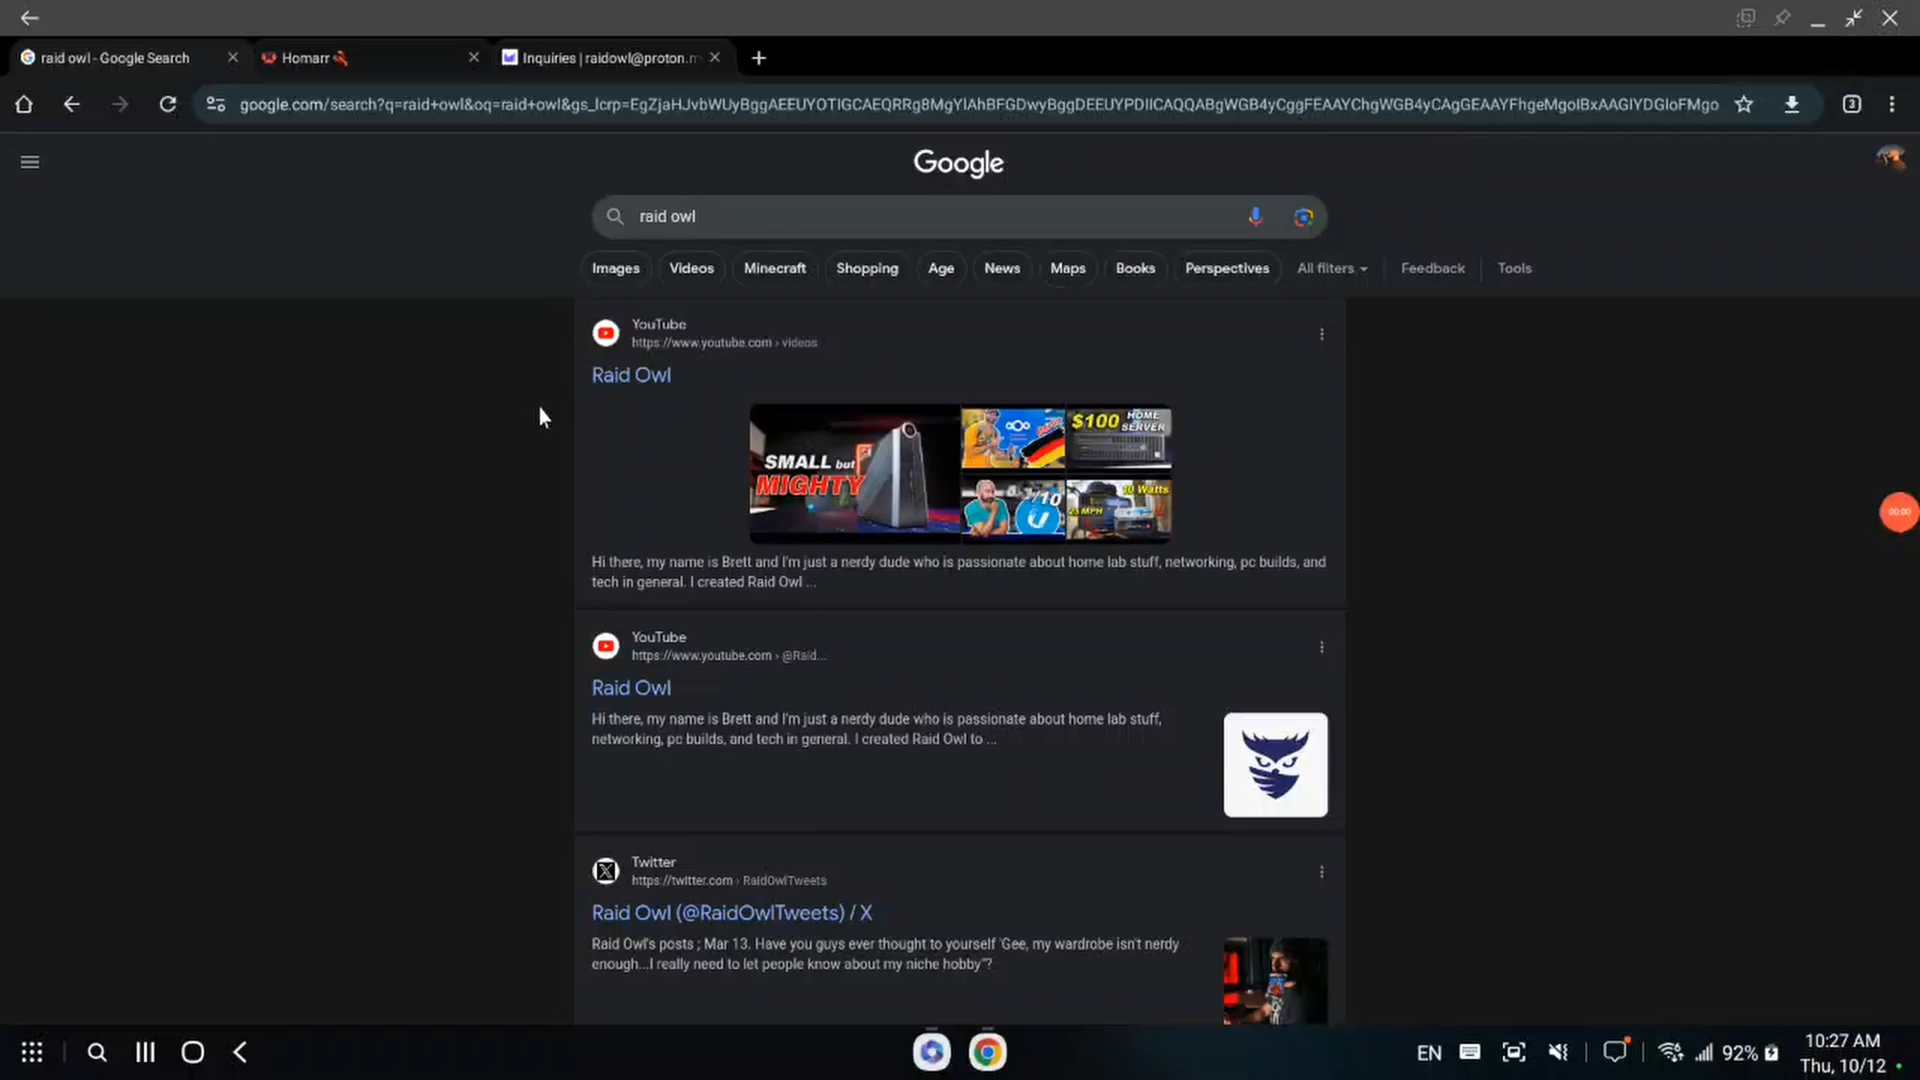 raid owl - Google Search
Homarr
Inquiries | raidowl@proton.m
google.com/search?q=raid+owl&oq=raid+owl&gs_lcrp=EgZjaHJvbWUyBggAEEUYOTIGCAEQRRg8MgYIAhBFGDwyBggDEEUYPDIICAQQABgWGB4yCggFEAAYChgWGB4yCAgGEAAYFhgeMgoIBxAAGIYDGIoFMgo
Google
raid owl
Images
Videos
Minecraft
Shopping
Age
News
Maps
Books
Perspectives
All filters
Feedback
Tools
YouTube
https://www.youtube.com › videos
Raid Owl
SMALL but
MIGHTY
$100 HOME
SERVER
/10
10 Watts
25 MPH
Hi there, my name is Brett and I'm just a nerdy dude who is passionate about home lab stuff, networking, pc builds, and
tech in general. I created Raid Owl ...
YouTube
https://www.youtube.com › @Raid...
Raid Owl
Hi there, my name is Brett and I'm just a nerdy dude who is passionate about home lab stuff,
networking, pc builds, and tech in general. I created Raid Owl to ...
Twitter
https://twitter.com › RaidOwlTweets
Raid Owl (@RaidOwlTweets) / X
Raid Owl's posts ; Mar 13. Have you guys ever thought to yourself 'Gee, my wardrobe isn't nerdy
enough...I really need to let people know about my niche hobby"?
00:00
3
EN
92%
10:27 AM
Thu, 10/12